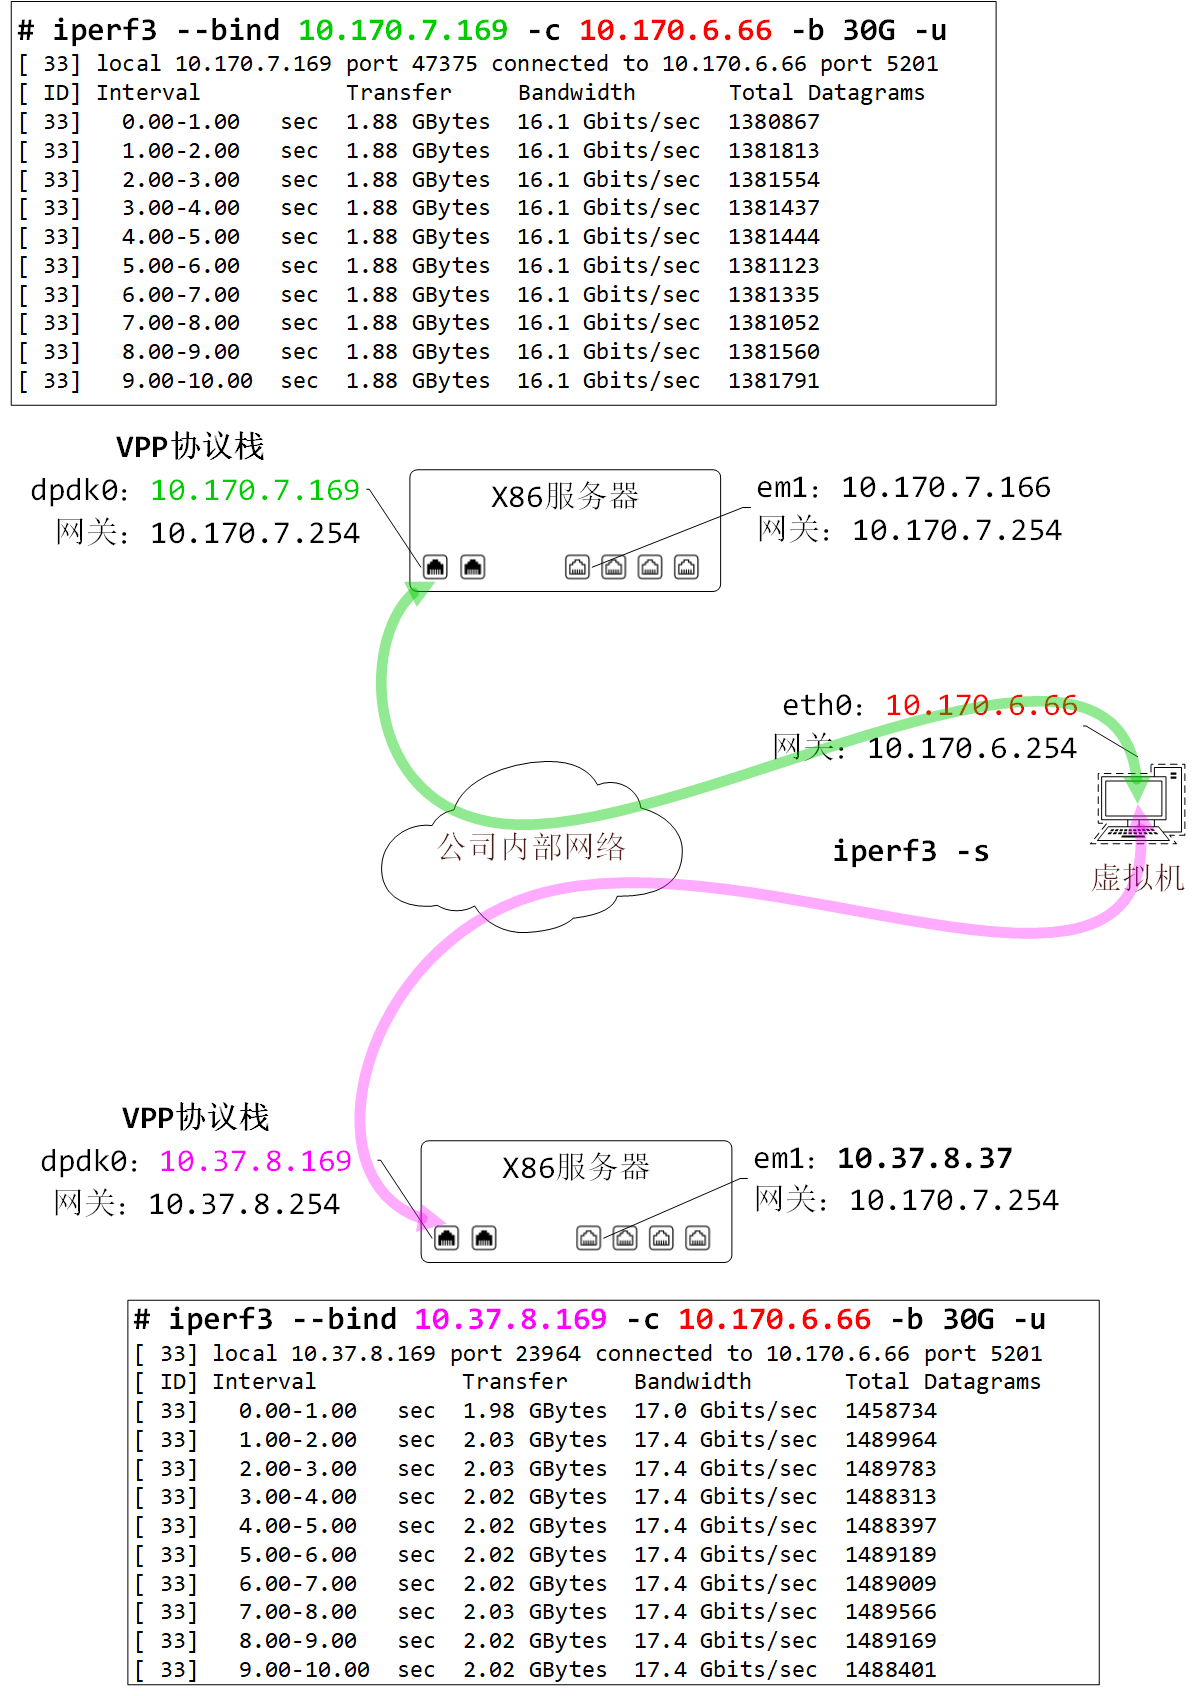 # iperf3 --bind 10.170.7.169 -c 10.170.6.66 -b 30G -u
[ 33] local 10.170.7.169 port 47375 connected to 10.170.6.66 port 5201
[ ID] Interval           Transfer     Bandwidth       Total Datagrams
[ 33]   0.00-1.00   sec  1.88 GBytes  16.1 Gbits/sec  1380867
[ 33]   1.00-2.00   sec  1.88 GBytes  16.1 Gbits/sec  1381813
[ 33]   2.00-3.00   sec  1.88 GBytes  16.1 Gbits/sec  1381554
[ 33]   3.00-4.00   sec  1.88 GBytes  16.1 Gbits/sec  1381437
[ 33]   4.00-5.00   sec  1.88 GBytes  16.1 Gbits/sec  1381444
[ 33]   5.00-6.00   sec  1.88 GBytes  16.1 Gbits/sec  1381123
[ 33]   6.00-7.00   sec  1.88 GBytes  16.1 Gbits/sec  1381335
[ 33]   7.00-8.00   sec  1.88 GBytes  16.1 Gbits/sec  1381052
[ 33]   8.00-9.00   sec  1.88 GBytes  16.1 Gbits/sec  1381560
[ 33]   9.00-10.00  sec  1.88 GBytes  16.1 Gbits/sec  1381791
VPP协议栈
dpdk0：10.170.7.169
网关：10.170.7.254
X86服务器
em1：10.170.7.166
网关：10.170.7.254
eth0：10.170.6.66
网关：10.170.6.254
公司内部网络
iperf3 -s
虚拟机
VPP协议栈
dpdk0：10.37.8.169
网关：10.37.8.254
X86服务器
em1：10.37.8.37
网关：10.170.7.254
# iperf3 --bind 10.37.8.169 -c 10.170.6.66 -b 30G -u
[ 33] local 10.37.8.169 port 23964 connected to 10.170.6.66 port 5201
[ ID] Interval           Transfer     Bandwidth       Total Datagrams
[ 33]   0.00-1.00   sec  1.98 GBytes  17.0 Gbits/sec  1458734
[ 33]   1.00-2.00   sec  2.03 GBytes  17.4 Gbits/sec  1489964
[ 33]   2.00-3.00   sec  2.03 GBytes  17.4 Gbits/sec  1489783
[ 33]   3.00-4.00   sec  2.02 GBytes  17.4 Gbits/sec  1488313
[ 33]   4.00-5.00   sec  2.02 GBytes  17.4 Gbits/sec  1488397
[ 33]   5.00-6.00   sec  2.02 GBytes  17.4 Gbits/sec  1489189
[ 33]   6.00-7.00   sec  2.02 GBytes  17.4 Gbits/sec  1489009
[ 33]   7.00-8.00   sec  2.03 GBytes  17.4 Gbits/sec  1489566
[ 33]   8.00-9.00   sec  2.02 GBytes  17.4 Gbits/sec  1489169
[ 33]   9.00-10.00  sec  2.02 GBytes  17.4 Gbits/sec  1488401